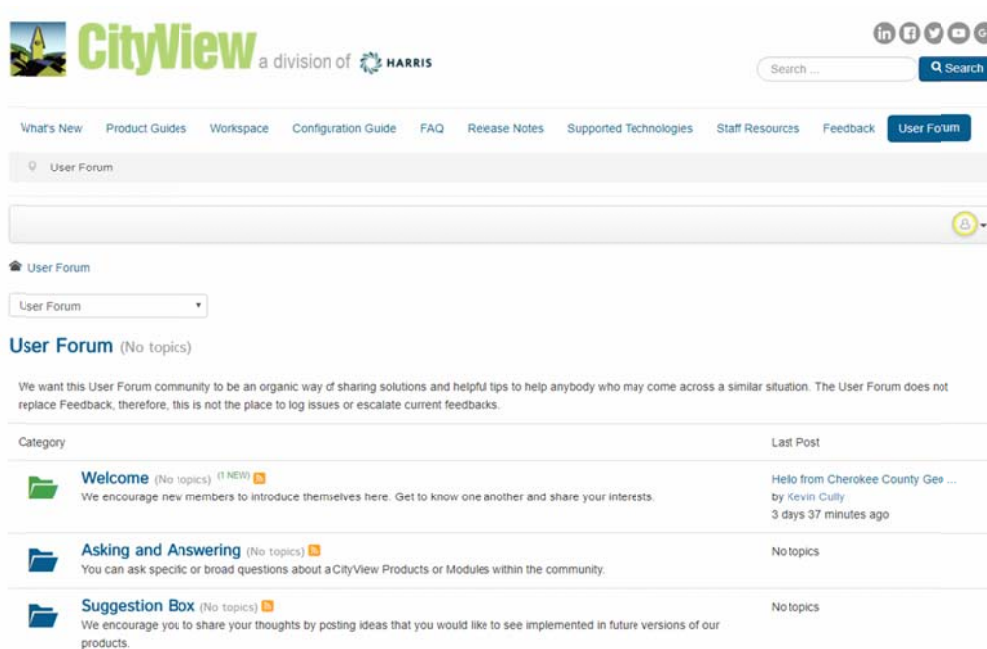 CityView a division of HARRIS
Search ...
Search
What's New Product Guides Workspace Configuration Guide FAQ Release Notes Supported Technologies Staff Resources Feedback User Forum
User Forum
User Forum
User Forum
User Forum (No topics)
We want this User Forum community to be an organic way of sharing solutions and helpful tips to help anybody who may come across a similar situation. The User Forum does not
replace Feedback, therefore, this is not the place to log issues or escalate current feedbacks.
Category Last Post
Welcome (No topics) (1 NEW)
We encourage new members to introduce themselves here. Get to know one another and share your interests.
Hello from Cherokee County Geo ...
by Kevin Cully
3 days 37 minutes ago
Asking and Answering (No topics)
You can ask specific or broad questions about a CityView Products or Modules within the community.
No topics
Suggestion Box (No topics)
We encourage you to share your thoughts by posting ideas that you would like to see implemented in future versions of our
products.
No topics